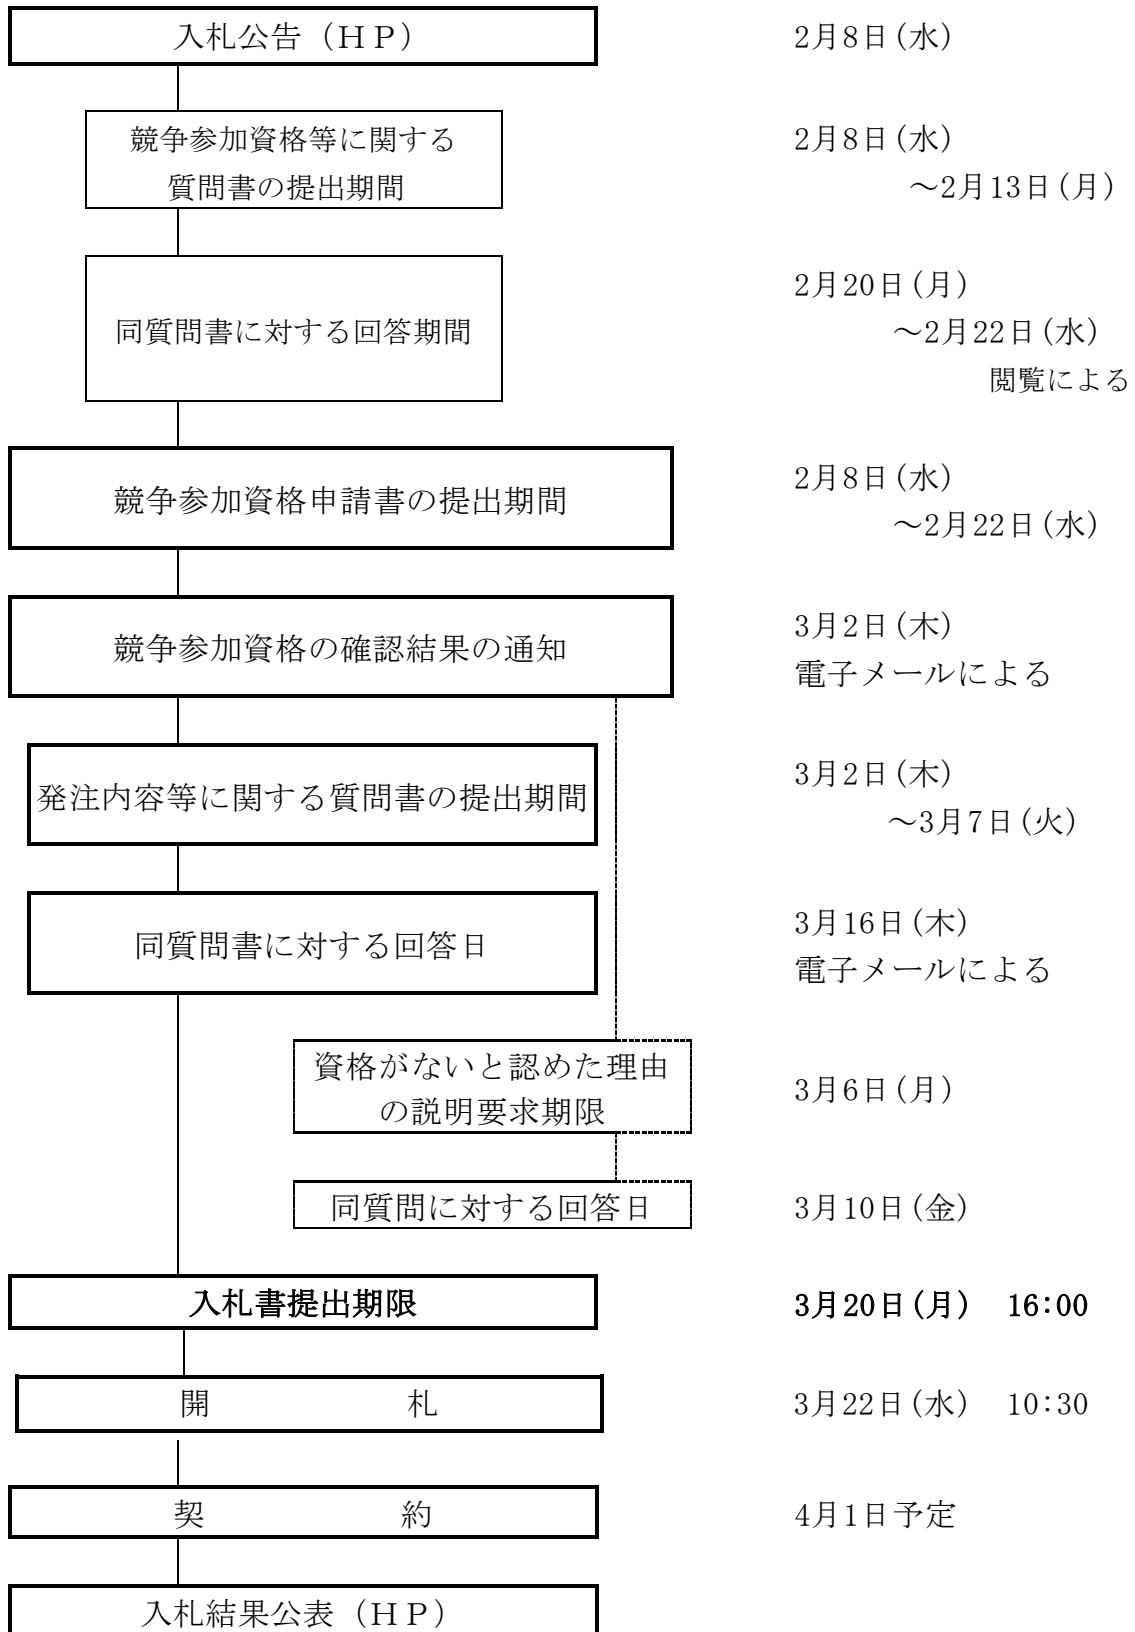 入札公告（ＨＰ） 2月8日(水)
競争参加資格等に関する 2月8日(水)
質問書の提出期間 ～2月13日(月)
2月20日(月)
同質問書に対する回答期間 ～2月22日(水)
閲覧による
競争参加資格申請書の提出期間 2月8日(水)
～2月22日(水)
競争参加資格の確認結果の通知 3月2日(木)
電子メールによる
発注内容等に関する質問書の提出期間 3月2日(木)
～3月7日(火)
同質問書に対する回答日 3月16日(木)
電子メールによる
資格がないと認めた理由
の説明要求期限 3月6日(月)
同質問に対する回答日 3月10日(金)
入札書提出期限 3月20日(月) 16:00
開 札 3月22日(水) 10:30
契 約 4月1日予定
入札結果公表（ＨＰ）